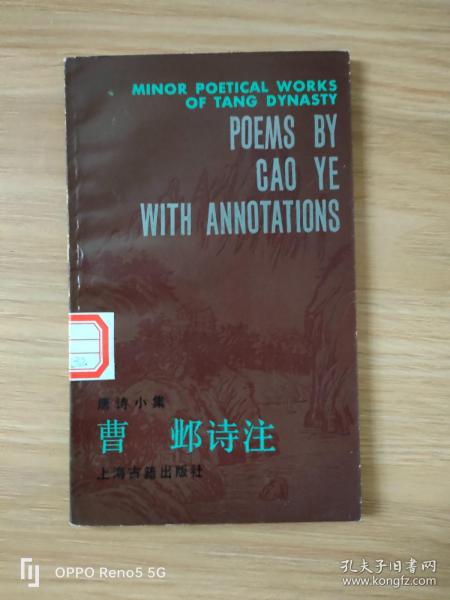 MINOR POETICAL WORKS
OF TANG DYNASTY
POEMS BY
CAO YE
WITH ANNOTATIONS
唐诗小集
曹 邺诗注
上海古籍出版社
OPPO Reno5 5G
孔夫子旧书网
www.kongfz.com